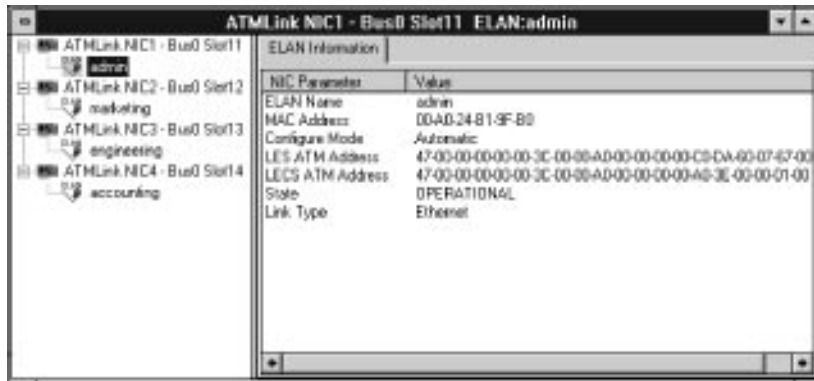 ATMLink NIC1 - Bus0 Slot11 ELAN:admin
ATMLink NIC1 - Bus0 Slot11
admin
ATMLink NIC2 - Bus0 Slot12
marketing
ATMLink NIC3 - Bus0 Slot13
engineering
ATMLink NIC4 - Bus0 Slot14
accounting
ELAN Information
NIC Parameter Value
ELAN Name admin
MAC Address 00-A0-24-81-9F-B0
Configure Mode Automatic
LES ATM Address 47-00-00-00-00-00-3C-00-00-A0-00-00-00-00-C0-DA-60-07-67-00
LECS ATM Address 47-00-00-00-00-00-3C-00-00-A0-00-00-00-00-A0-3E-00-00-01-00
State OPERATIONAL
Link Type Ethernet